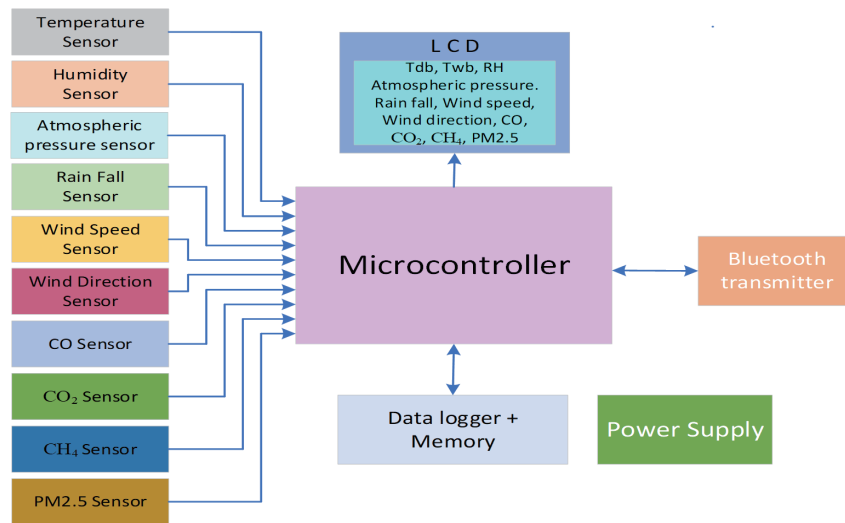 Temperature
Sensor
Humidity
Sensor
Atmospheric
pressure sensor
Rain Fall
Sensor
Wind Speed
Sensor
Wind Direction
Sensor
CO Sensor
CO₂ Sensor
CH₄ Sensor
PM2.5 Sensor
L C D
Tdb, Twb, RH
Atmospheric pressure.
Rain fall, Wind speed,
Wind direction, CO,
CO₂, CH₄, PM2.5
Microcontroller
Bluetooth
transmitter
Data logger +
Memory
Power Supply